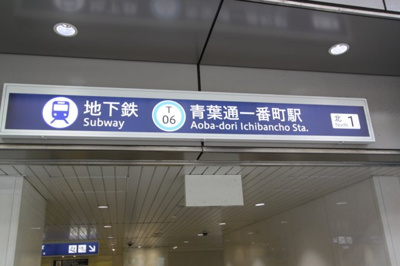 地下鉄
Subway
T
06
青葉通一番町駅
Aoba-dori Ichibancho Sta.
北
North
1